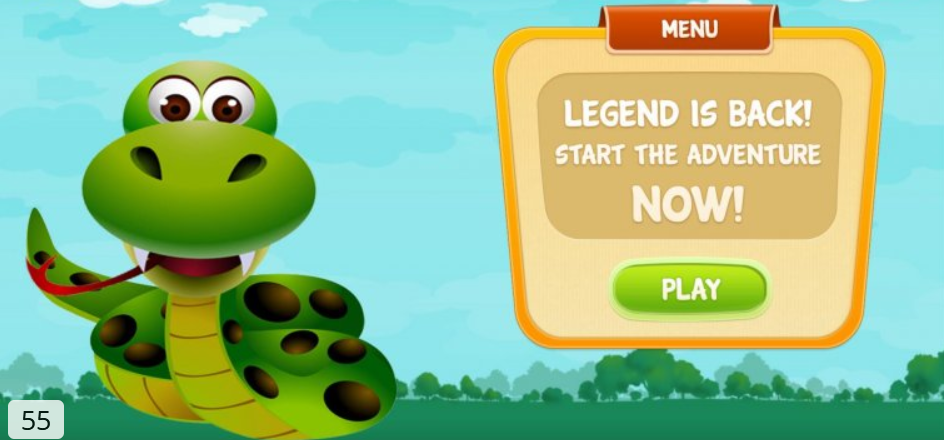 MENU
LEGEND IS BACK!
START THE ADVENTURE
NOW!
PLAY
55